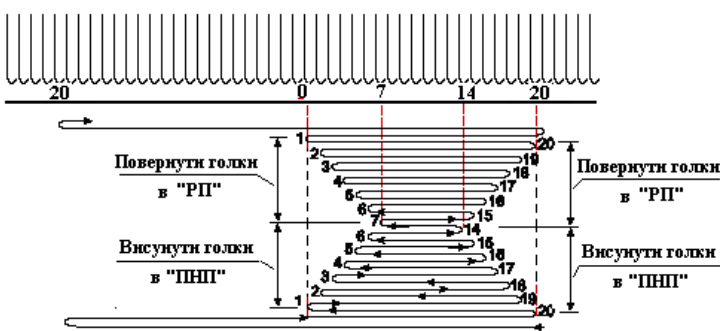 20 0 7 14 20
1 20
2 19
3 18
Повернути голки
в "РП"
4 17
Повернути голки
в "РП"
5 16
6 15
7 14
6 15
Висунути голки
в "ПНП"
5 16
Висунути голки
в "ПНП"
4 17
3 18
2 19
1 20